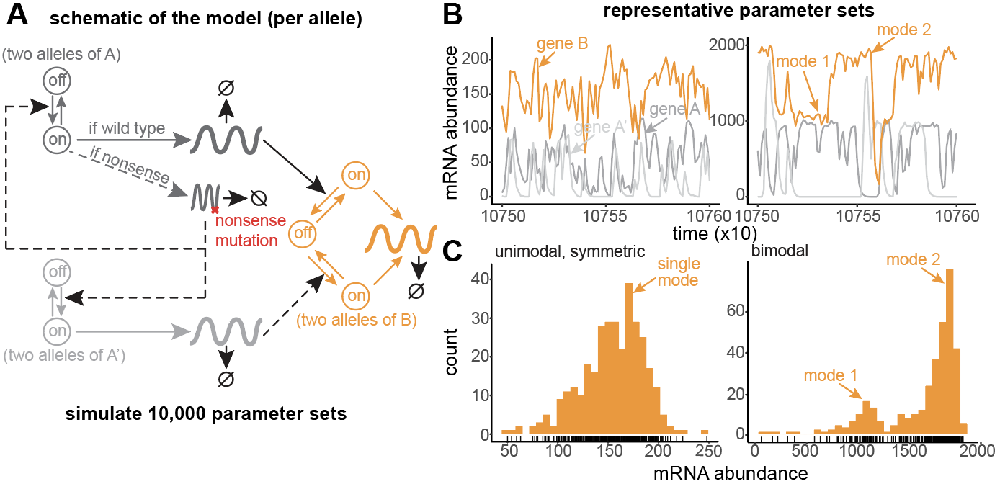 A
schematic of the model (per allele)
(two alleles of A)
off
on
if wild type
if nonsense
∅
∅
nonsense
mutation
on
off
on
(two alleles of B)
∅
off
on
(two alleles of A’)
∅
simulate 10,000 parameter sets
B
representative parameter sets
mRNA abundance
200
150
100
50
0
gene B
gene A
gene A’
10750
10755
10760
2000
1000
0
mode 1
mode 2
10750
10755
10760
time (x10)
C
unimodal, symmetric
count
40
30
20
10
0
single
mode
50
100
150
200
250
bimodal
60
40
20
0
mode 1
mode 2
0
500
1000
1500
2000
mRNA abundance